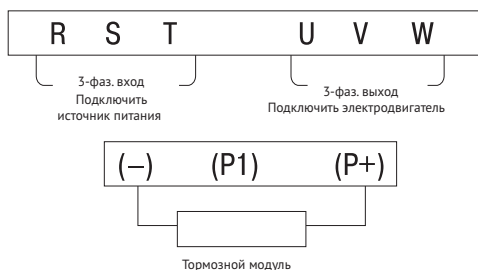 R S T U V W
3-фаз. вход
Подключить
источник питания
3-фаз. выход
Подключить электродвигатель
(–) (P1) (P+)
Тормозной модуль